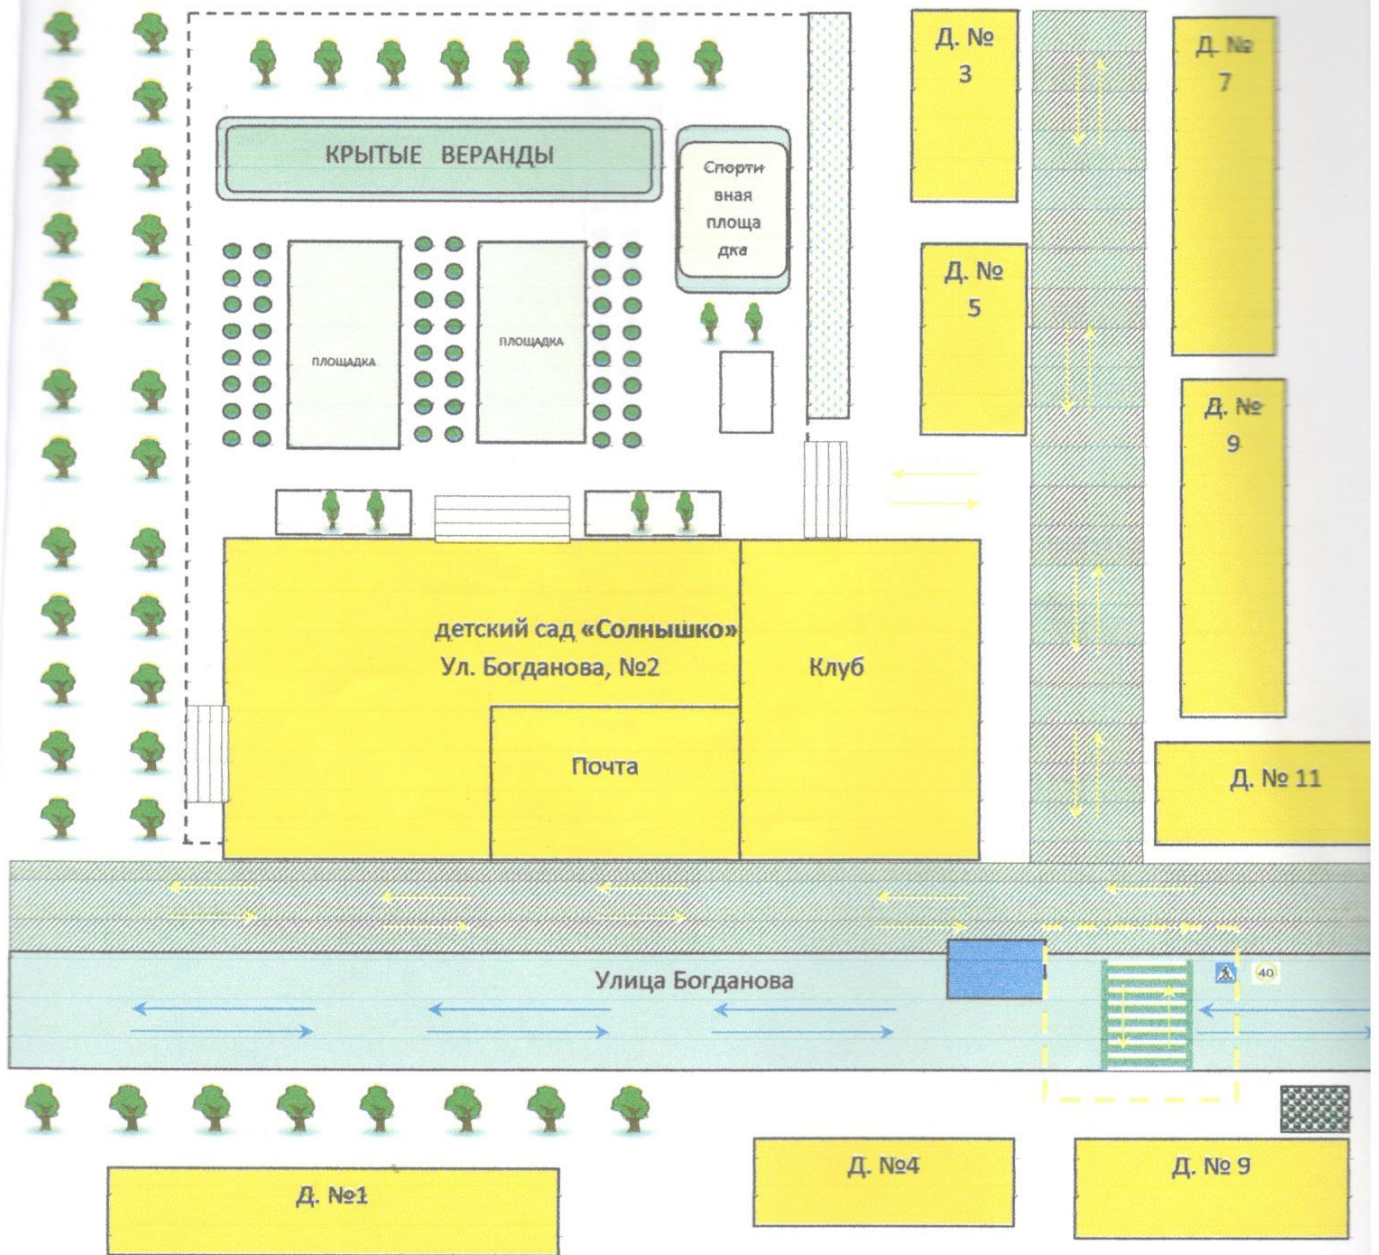 Д. №
3
Д. №
7
КРЫТЫЕ ВЕРАНДЫ
Спорти
вная
площа
дка
Д. №
5
ПЛОЩАДКА
ПЛОЩАДКА
Д. №
9
детский сад «Солнышко»
Ул. Богданова, №2
Клуб
Почта
Д. № 11
Улица Богданова
40
Д. №1
Д. №4
Д. № 9